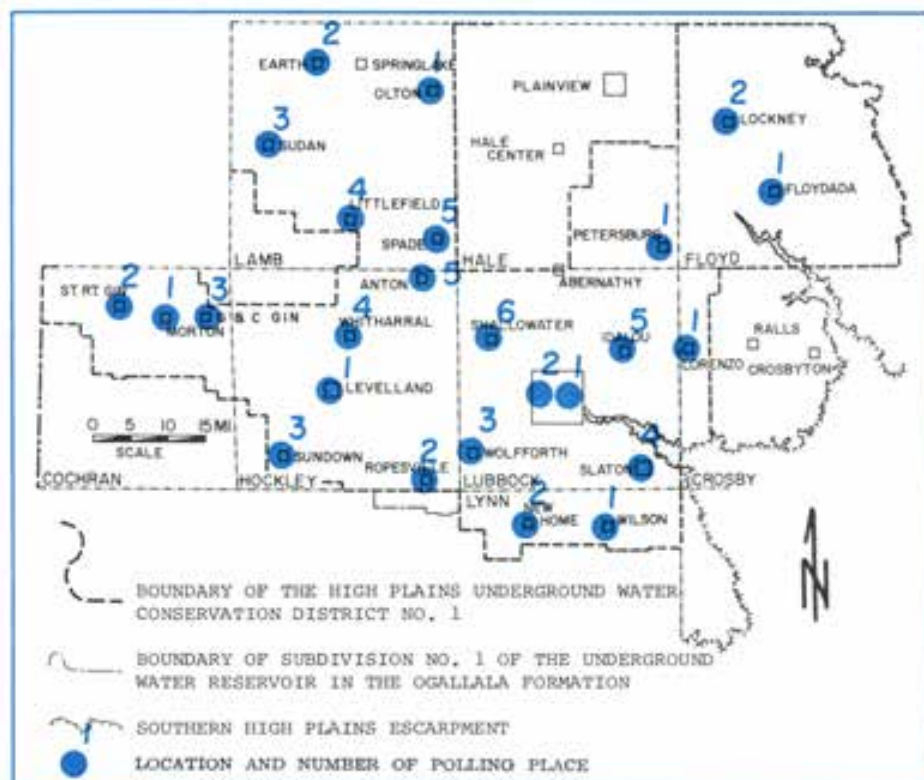 2
EARTH
SPRINGLAKE
1
OLTON
PLAINVIEW
2
LOCKNEY
3
SUDAN
HALE
CENTER
1
FLOYDADA
4
LITTLEFIELD
5
SPADE
1
PETERSBURG
LAMB
HALE
FLOYD
2
ST. RT. GIN
1
MORTON
3
G & C GIN
ANTON
5
ABERNATHY
4
WHITHARRAL
6
SHALLOWATER
5
IDALOU
1
LORENZO
RALLS
CROSBYTON
1
LEVELLAND
2 1
0 5 10 15 MI.
SCALE
3
SUNDOWN
2
ROPESVILLE
3
WOLFFORTH
4
SLATON
COCHRAN
HOCKLEY
LUBBOCK
CROSBY
LYNN
2
NEW
HOME
1
WILSON
N
BOUNDARY OF THE HIGH PLAINS UNDERGROUND WATER
CONSERVATION DISTRICT NO. 1
BOUNDARY OF SUBDIVISION NO. 1 OF THE UNDERGROUND
WATER RESERVOIR IN THE OGALLALA FORMATION
SOUTHERN HIGH PLAINS ESCARPMENT
1
LOCATION AND NUMBER OF POLLING PLACE